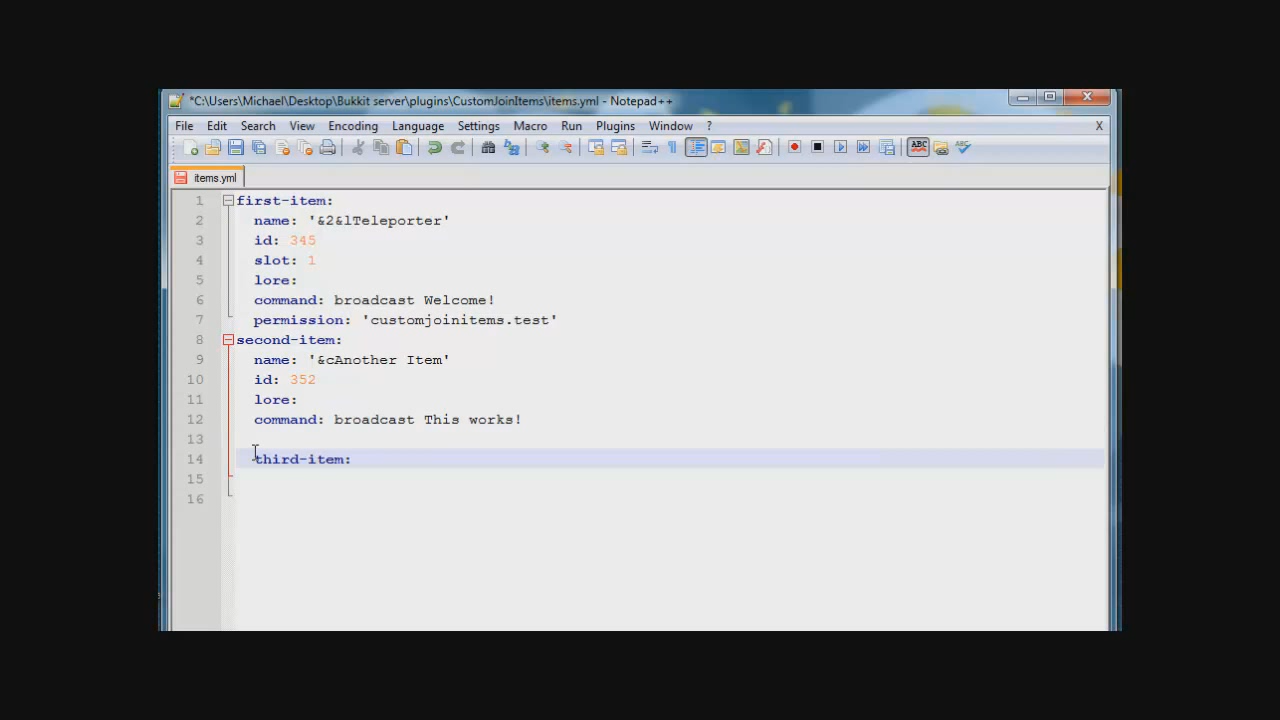 *C:\Users\Michael\Desktop\Bukkit server\plugins\CustomJoinItems\items.yml - Notepad++
File Edit Search View Encoding Language Settings Macro Run Plugins Window ? X
items.yml
1 first-item:
2 name: '&2&lTeleporter'
3 id: 345
4 slot: 1
5 lore:
6 command: broadcast Welcome!
7 permission: 'customjoinitems.test'
8 second-item:
9 name: '&cAnother Item'
10 id: 352
11 lore:
12 command: broadcast This works!
13
14 third-item:
15
16